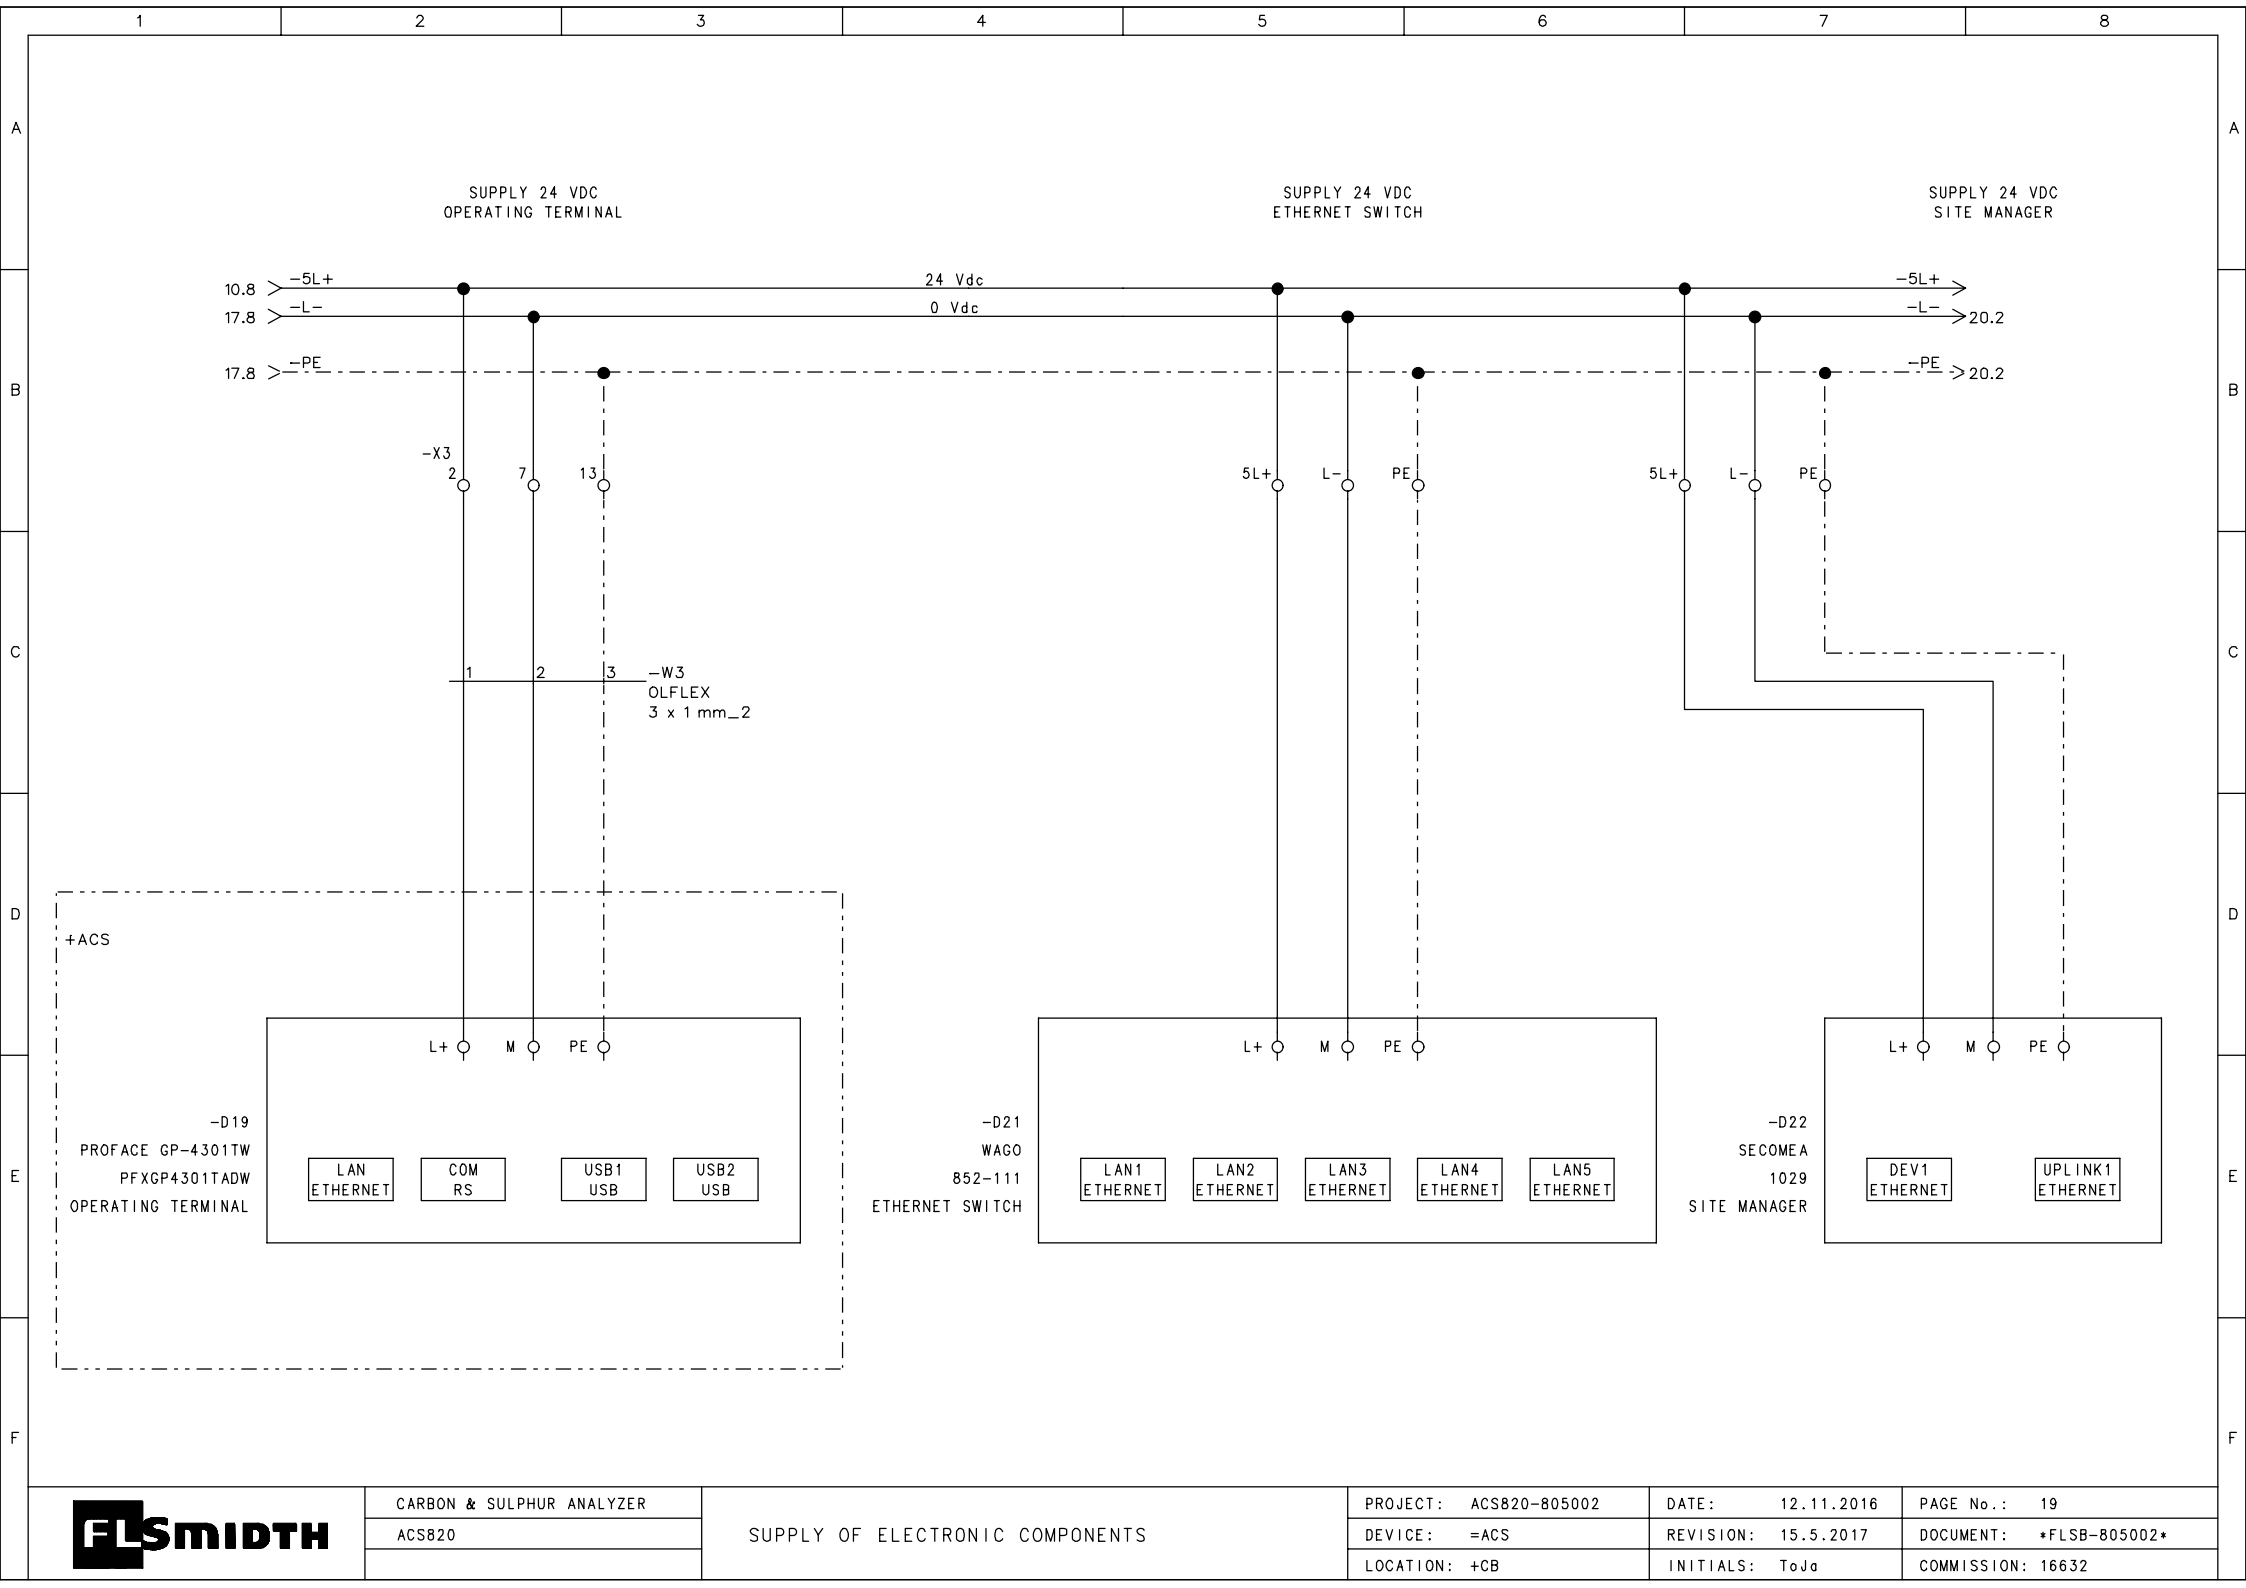 1 2 3 4 5 6 7 8
A A
SUPPLY 24 VDC
OPERATING TERMINAL
SUPPLY 24 VDC
ETHERNET SWITCH
SUPPLY 24 VDC
SITE MANAGER
10.8 -5L+ 24 Vdc -5L+
17.8 -L- 0 Vdc -L- 20.2
17.8 -PE -PE 20.2
B B
-X3
2 7 13 5L+ L- PE 5L+ L- PE
C C
1 2 3 -W3
OLFLEX
3 x 1 mm_2
D D
+ACS
L+ M PE L+ M PE L+ M PE
-D19
PROFACE GP-4301TW
PFXGP4301TADW
OPERATING TERMINAL
LAN
ETHERNET
COM
RS
USB1
USB
USB2
USB
-D21
WAGO
852-111
ETHERNET SWITCH
LAN1
ETHERNET
LAN2
ETHERNET
LAN3
ETHERNET
LAN4
ETHERNET
LAN5
ETHERNET
-D22
SECOMEA
1029
SITE MANAGER
DEV1
ETHERNET
UPLINK1
ETHERNET
E E
F F
FLSMIDTH
CARBON & SULPHUR ANALYZER
ACS820
SUPPLY OF ELECTRONIC COMPONENTS
PROJECT: ACS820-805002
DEVICE: =ACS
LOCATION: +CB
DATE: 12.11.2016
REVISION: 15.5.2017
INITIALS: ToJa
PAGE No.: 19
DOCUMENT: *FLSB-805002*
COMMISSION: 16632